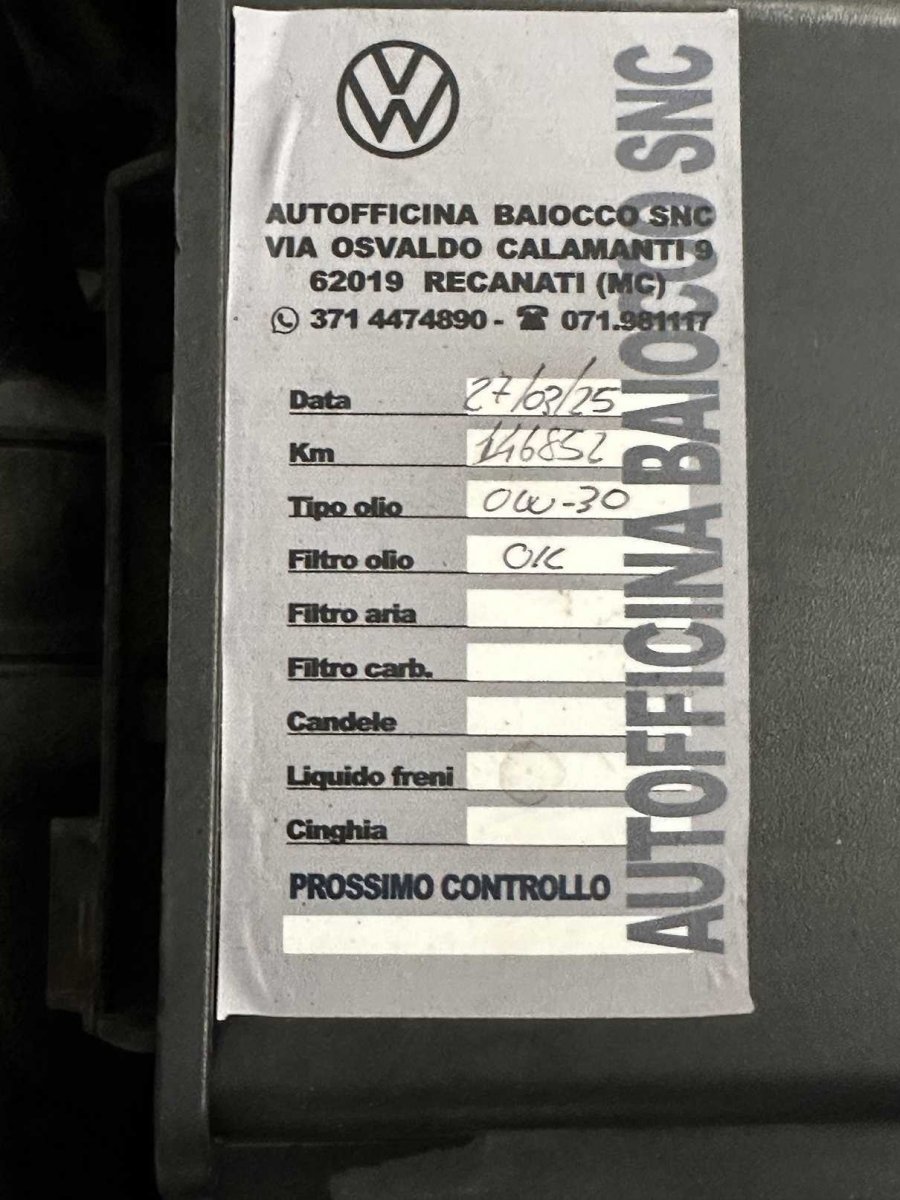 VW
AUTOFFICINA BAIOCCO SNC
VIA OSVALDO CALAMANTI 9
62019 RECANATI (MC)
371 4474890 - 071.981117
Data 27/03/25
Km 146852
Tipo olio 0W-30
Filtro olio OK
Filtro aria
Filtro carb.
Candele
Liquido freni
Cinghia
PROSSIMO CONTROLLO
AUTOFFICINA BAIOCCO SNC